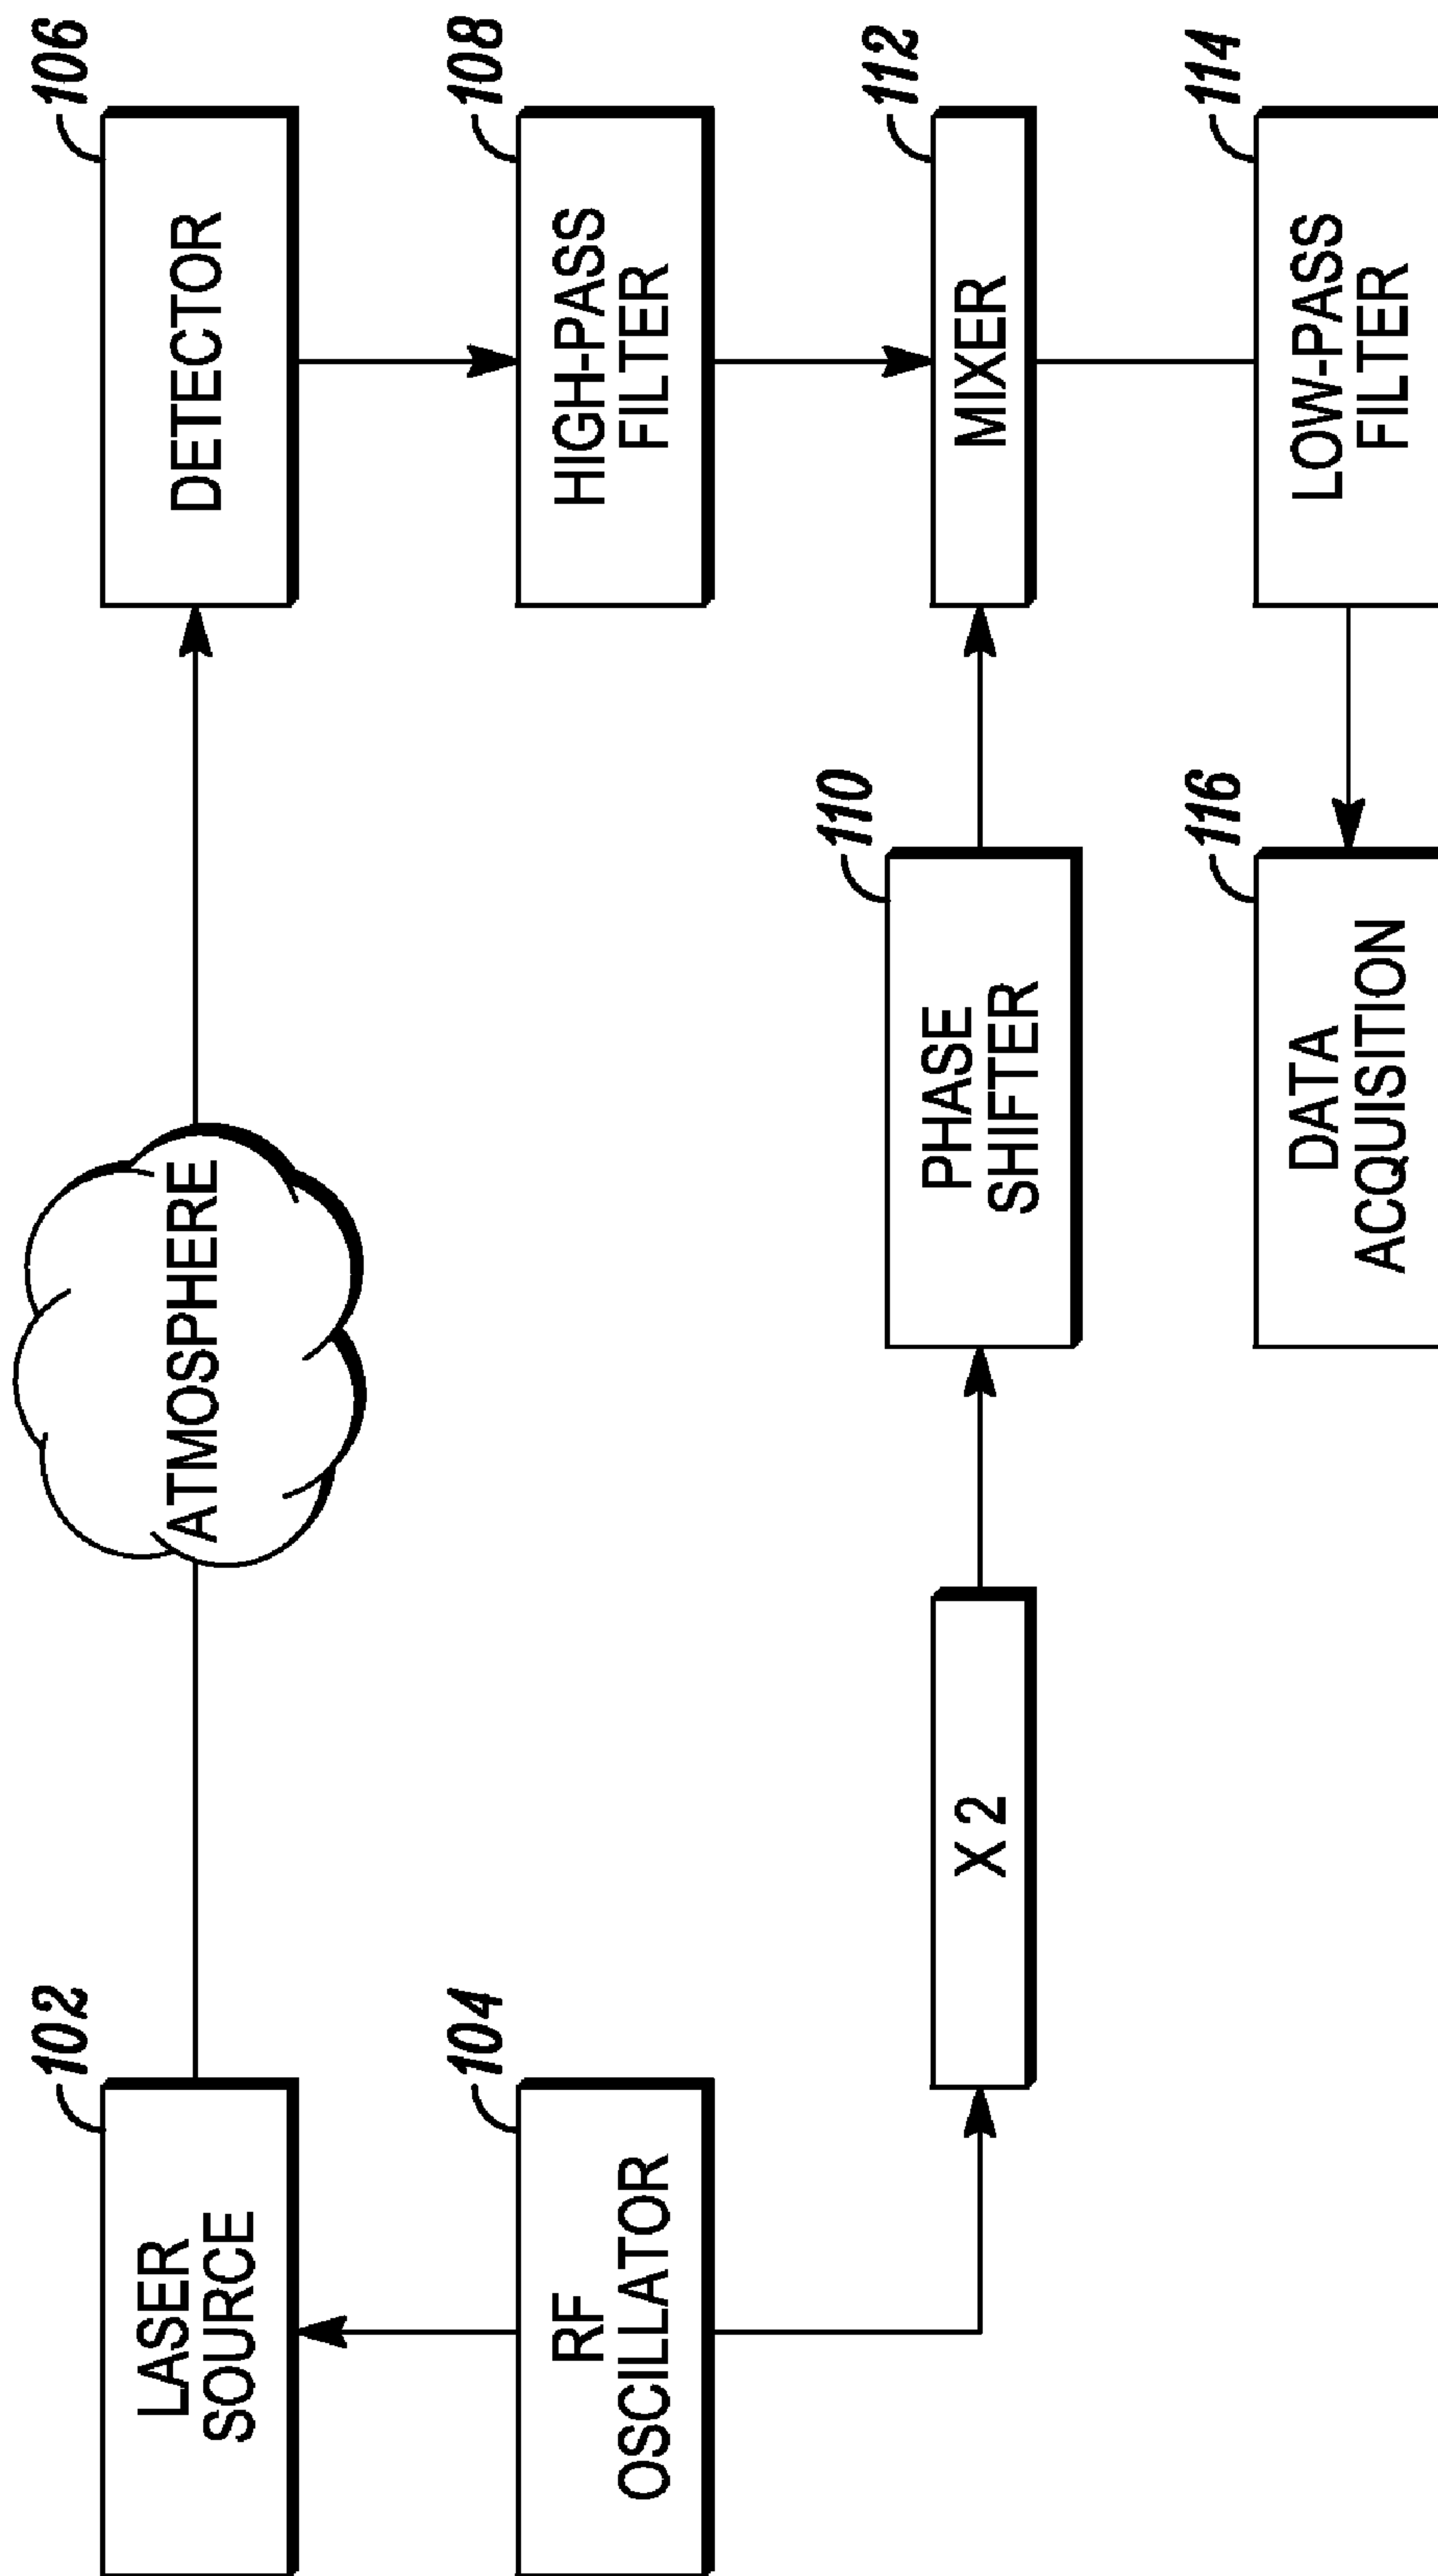 102
LASER
SOURCE
ATMOSPHERE
106
DETECTOR
104
RF
OSCILLATOR
108
HIGH-PASS
FILTER
X 2
110
PHASE
SHIFTER
112
MIXER
116
DATA
ACQUISITION
114
LOW-PASS
FILTER